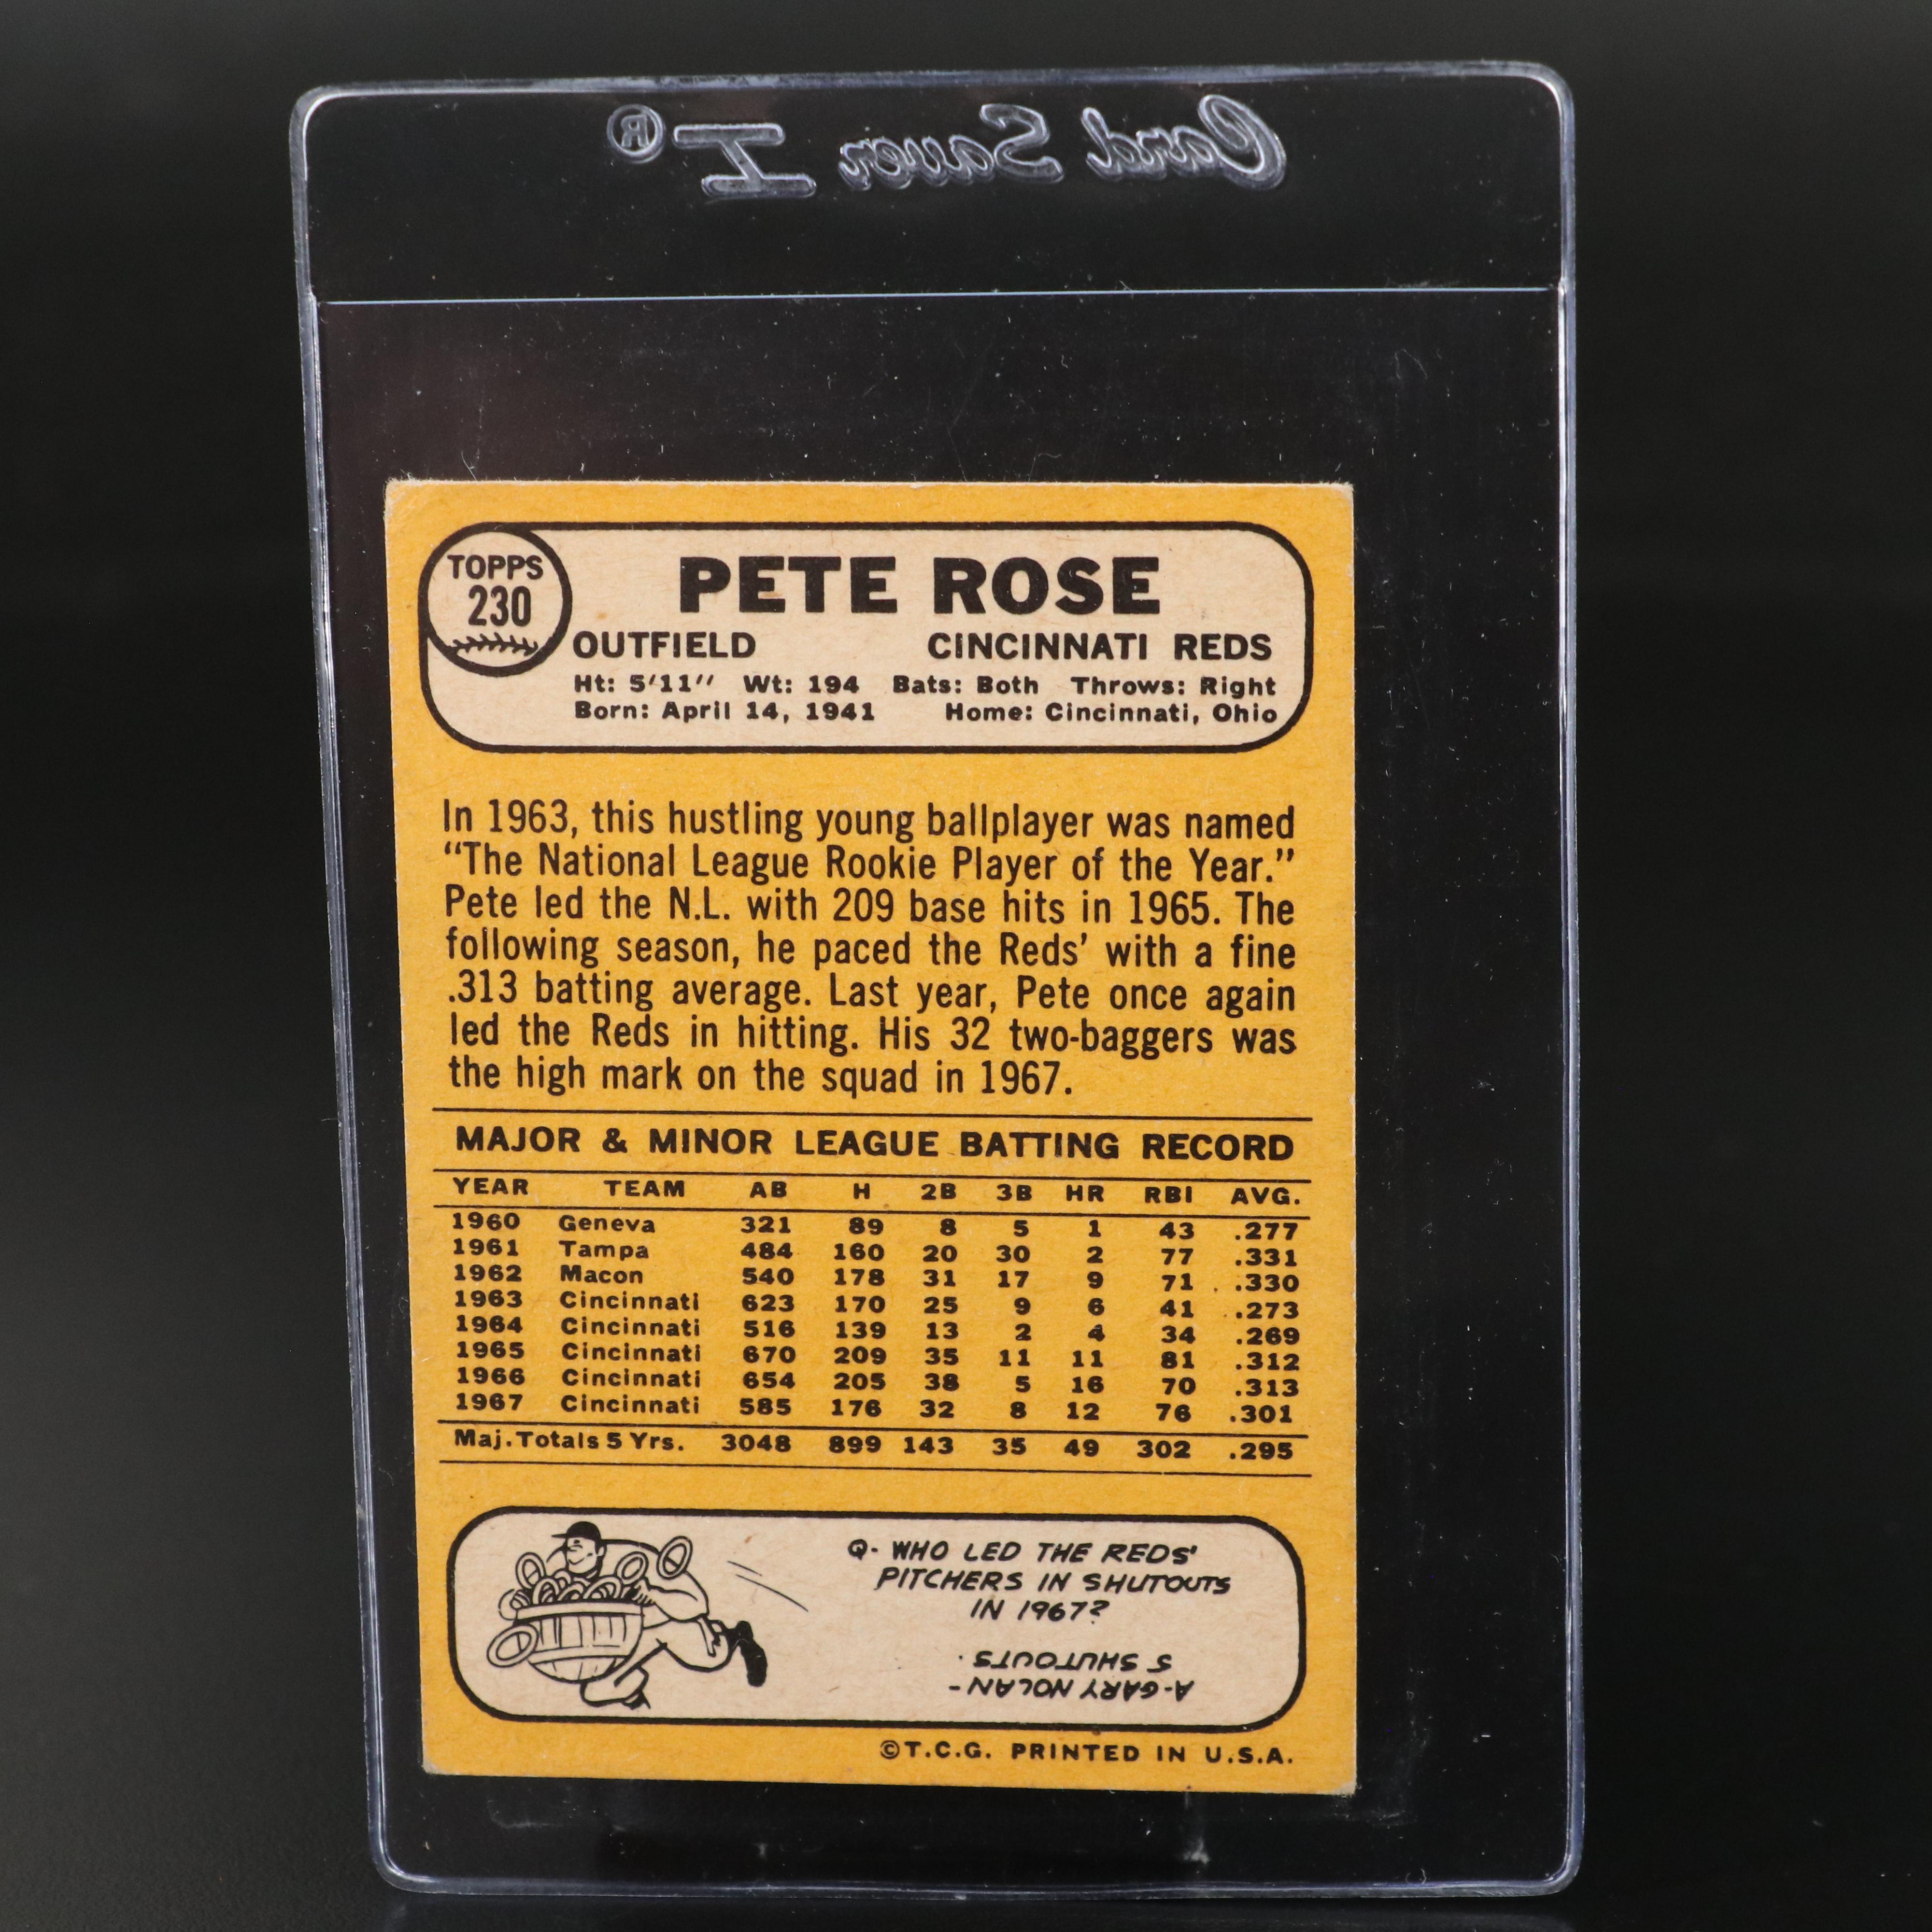 Card Saver I®
TOPPS
230
PETE ROSE
OUTFIELD CINCINNATI REDS
Ht: 5'11'' Wt: 194 Bats: Both Throws: Right
Born: April 14, 1941 Home: Cincinnati, Ohio
In 1963, this hustling young ballplayer was named
“The National League Rookie Player of the Year.”
Pete led the N.L. with 209 base hits in 1965. The
following season, he paced the Reds’ with a fine
.313 batting average. Last year, Pete once again
led the Reds in hitting. His 32 two-baggers was
the high mark on the squad in 1967.
MAJOR & MINOR LEAGUE BATTING RECORD
YEAR TEAM AB H 2B 3B HR RBI AVG.
1960 Geneva 321 89 8 5 1 43 .277
1961 Tampa 484 160 20 30 2 77 .331
1962 Macon 540 178 31 17 9 71 .330
1963 Cincinnati 623 170 25 9 6 41 .273
1964 Cincinnati 516 139 13 2 4 34 .269
1965 Cincinnati 670 209 35 11 11 81 .312
1966 Cincinnati 654 205 38 5 16 70 .313
1967 Cincinnati 585 176 32 8 12 76 .301
Maj. Totals 5 Yrs. 3048 899 143 35 49 302 .295
Q- WHO LED THE REDS'
PITCHERS IN SHUTOUTS
IN 1967?
A-GARY NOLAN-
5 SHUTOUTS.
©T.C.G. PRINTED IN U.S.A.